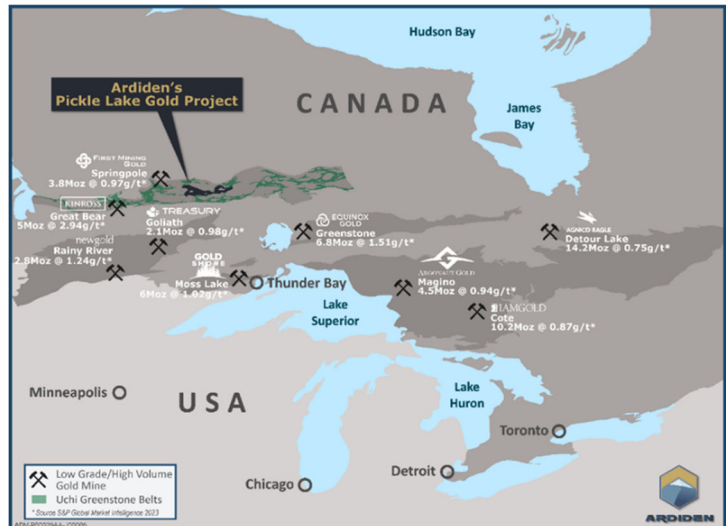 Hudson Bay
Ardiden's
Pickle Lake Gold Project
CANADA
James
Bay
FIRST MINING
GOLD
Springpole
3.8Moz @ 0.97g/t*
KINROSS
Great Bear
5Moz @ 2.94g/t*
TREASURY
Goliath
2.1Moz @ 0.98g/t*
EQUINOX
GOLD
Greenstone
6.8Moz @ 1.51g/t*
AGNICO EAGLE
Detour Lake
14.2Moz @ 0.75g/t*
newgold
Rainy River
2.8Moz @ 1.24g/t*
GOLD
SHORE
Moss Lake
6Moz @ 1.02g/t*
Thunder Bay
ARGONAUT GOLD
Magino
4.5Moz @ 0.94g/t*
Lake
Superior
IAMGOLD
Cote
10.2Moz @ 0.87g/t*
Minneapolis
USA
Lake
Huron
Toronto
Detroit
Chicago
Low Grade/High Volume
Gold Mine
Uchi Greenstone Belts
* Source S&P Global Market Intelligence 2023
ARDIDEN